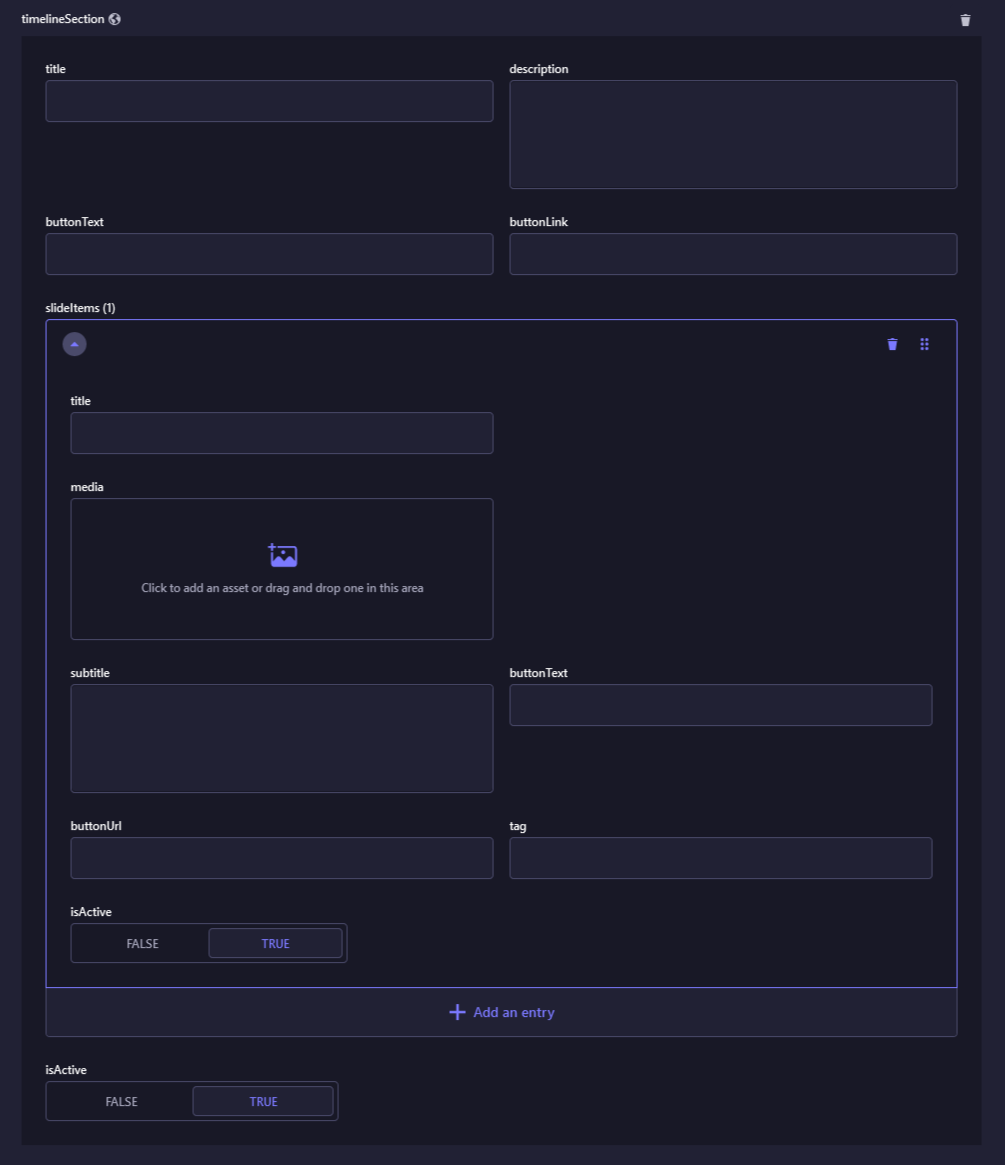 timelineSection
title description
buttonText buttonLink
slideItems (1)
title
media
Click to add an asset or drag and drop one in this area
subtitle buttonText
buttonUrl tag
isActive
FALSE TRUE
Add an entry
isActive
FALSE TRUE